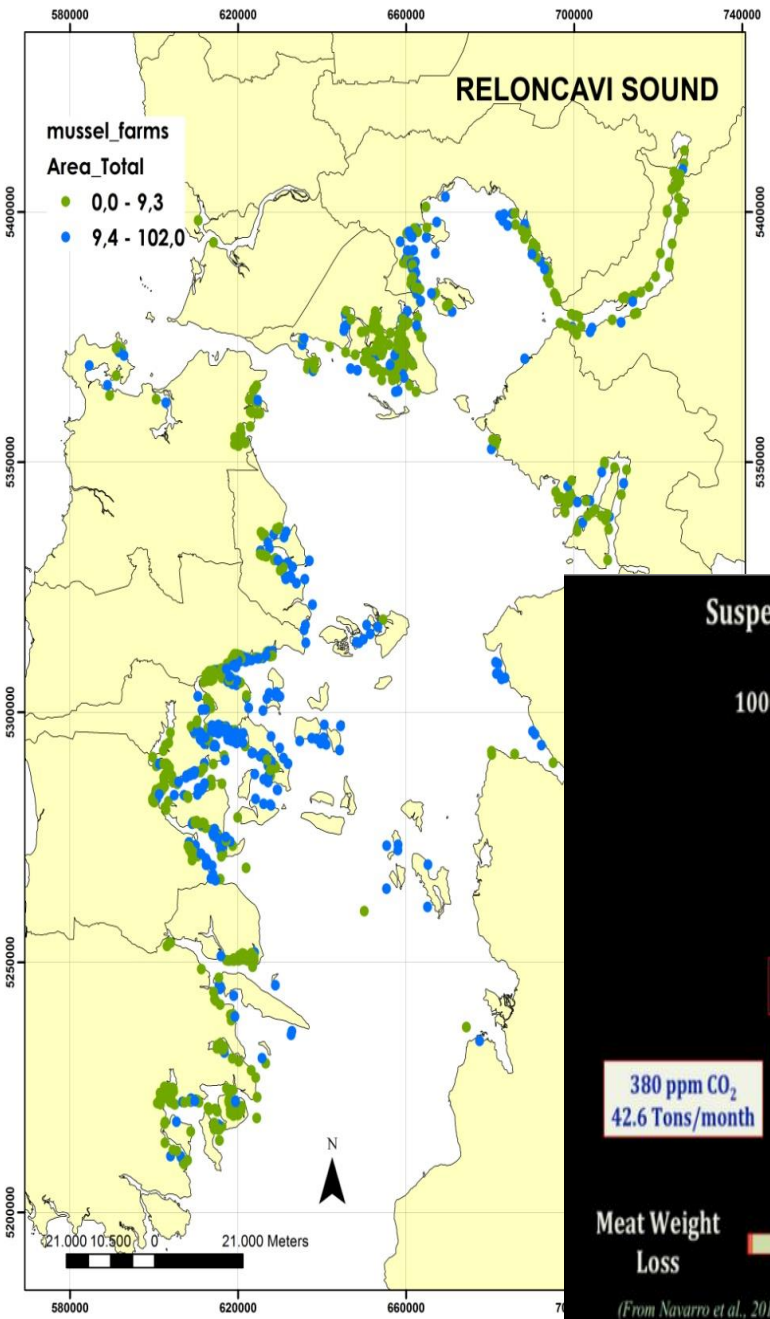 580000 620000 660000 700000 740000
RELONCAVI SOUND
mussel_farms
Area_Total
0,0 - 9,3
9,4 - 102,0
5400000 5400000
5350000 5350000
5300000
5250000
5200000
N
21.000 10.500 0 21.000 Meters
580000 620000 660000
100
380 ppm CO₂
42.6 Tons/month
Meat Weight
Loss
(From Navarro et al.,